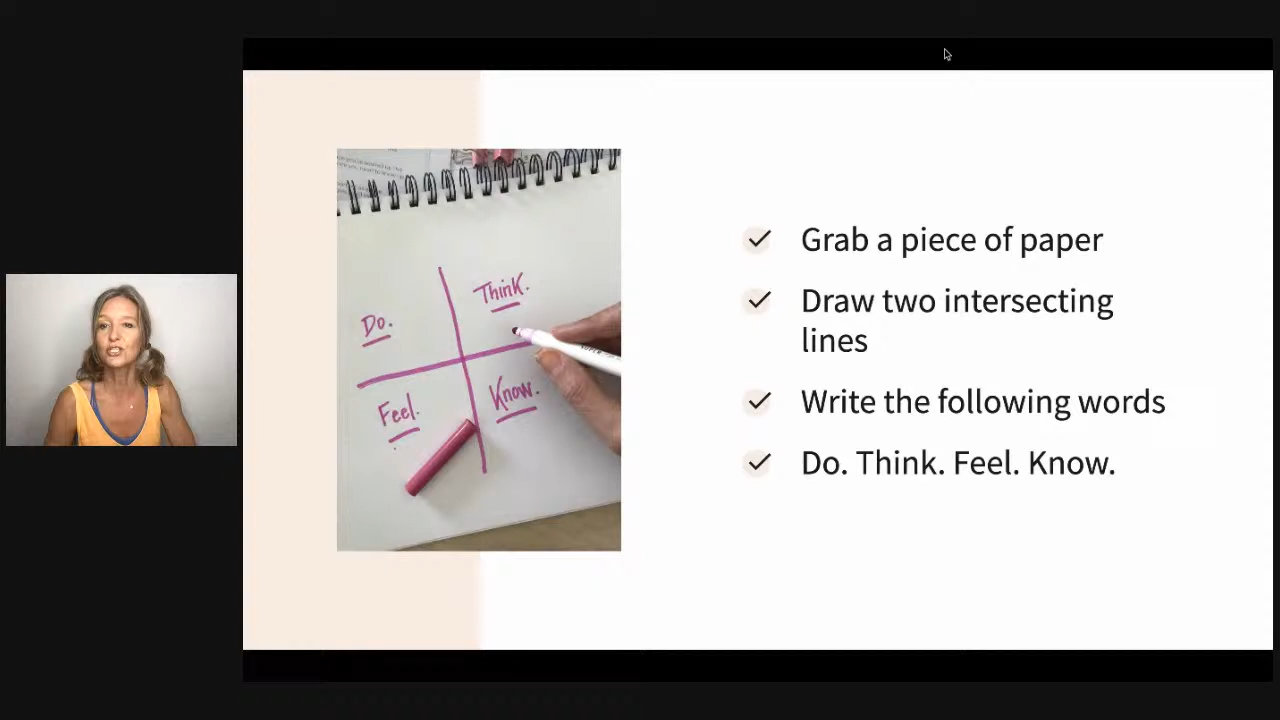 Do.
Think.
Feel.
Know.
Grab a piece of paper
Draw two intersecting
lines
Write the following words
Do. Think. Feel. Know.